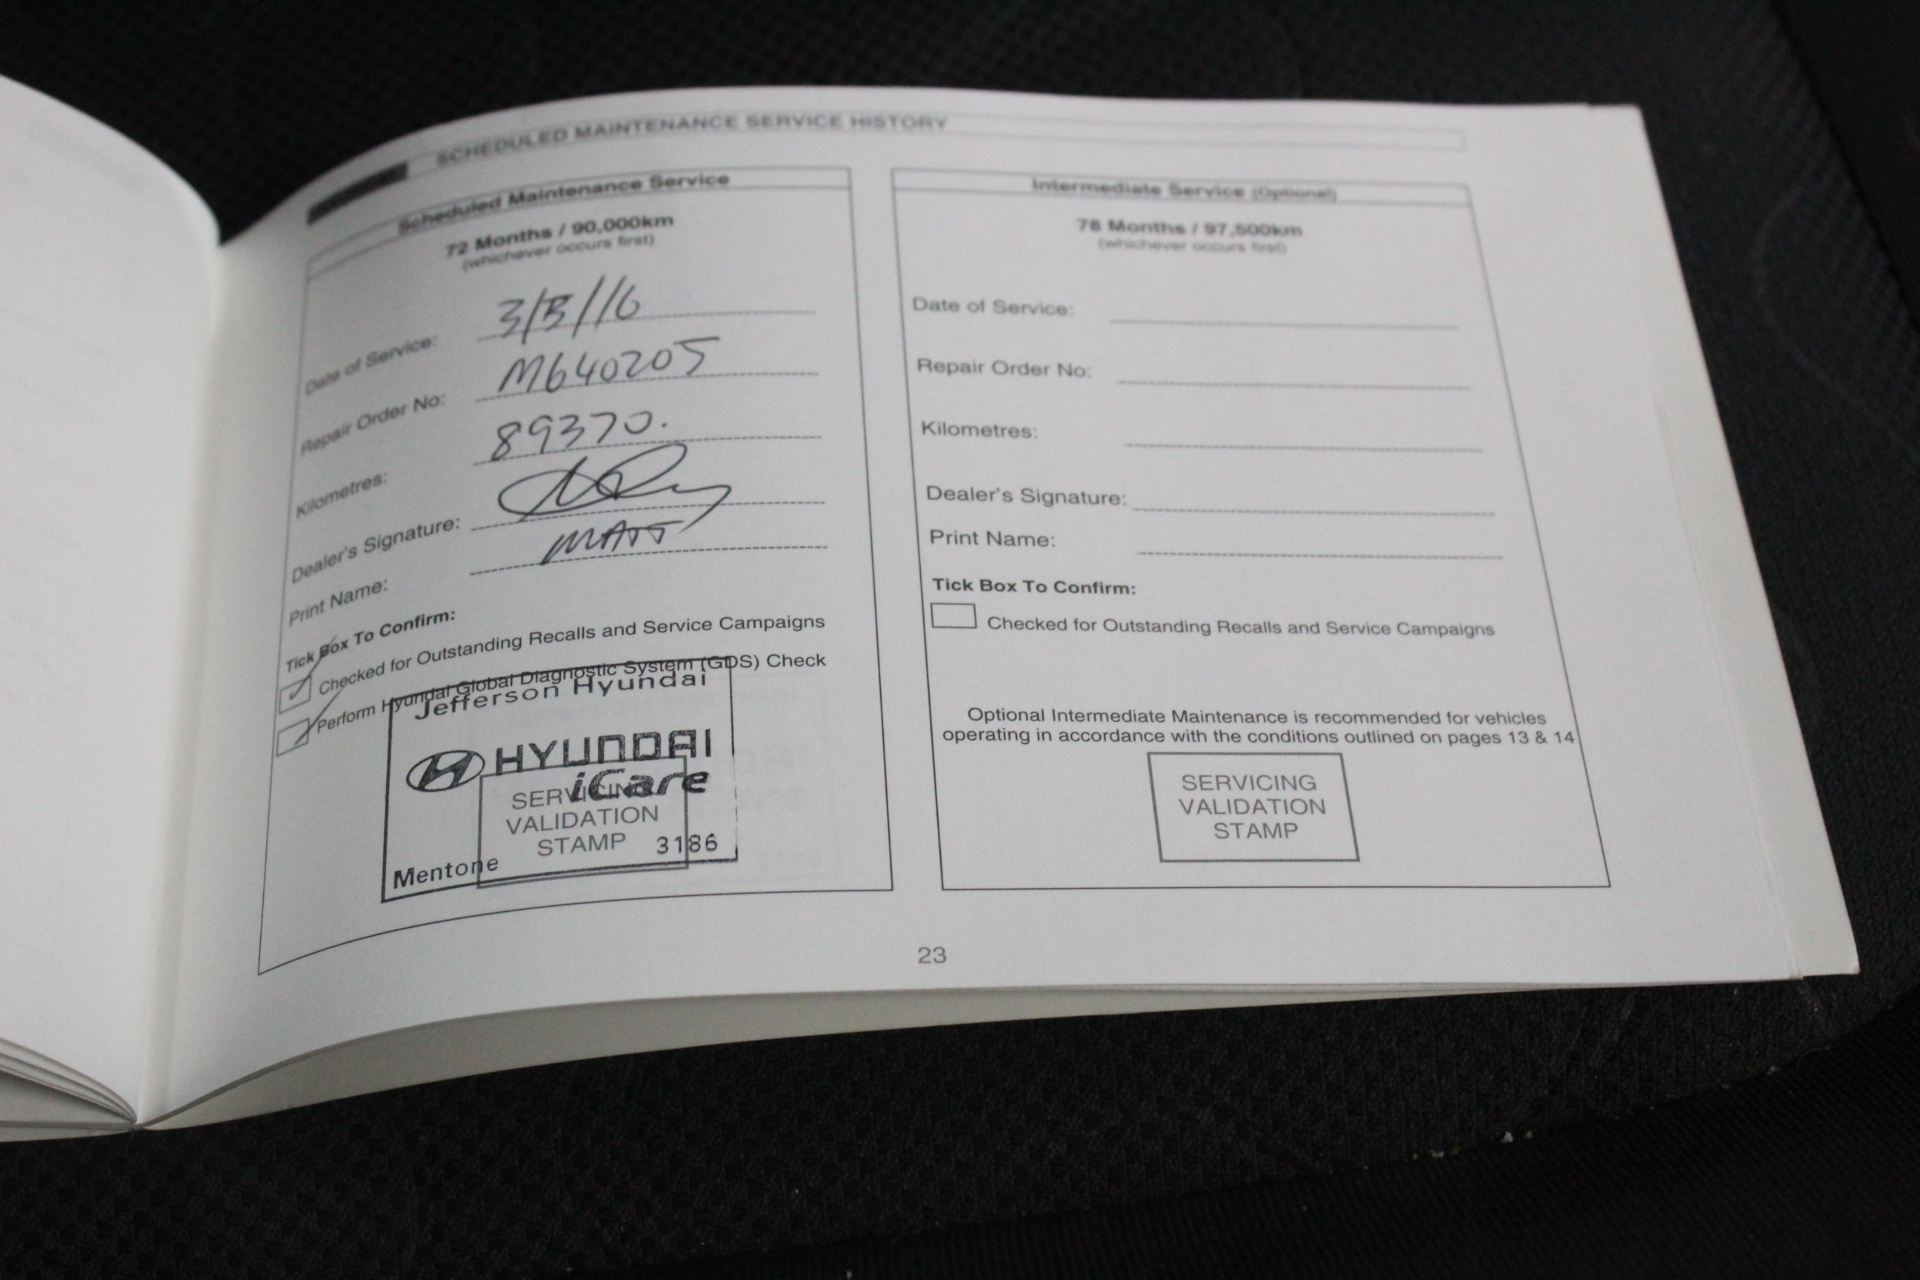 SCHEDULED MAINTENANCE SERVICE HISTORY
Scheduled Maintenance Service
72 Months / 90,000km
(whichever occurs first)
Date of Service: 3/3/16
Repair Order No: M640205
Kilometres: 89370.
Dealer's Signature:
Print Name: MATT
Tick Box To Confirm:
Checked for Outstanding Recalls and Service Campaigns
Perform Hyundai Global Diagnostic System (GDS) Check
Jefferson Hyundai
HYUNDAI
iCare
SERVICING
VALIDATION
STAMP
3186
Mentone
Intermediate Service (Optional)
78 Months / 97,500km
(whichever occurs first)
Date of Service:
Repair Order No:
Kilometres:
Dealer's Signature:
Print Name:
Tick Box To Confirm:
Checked for Outstanding Recalls and Service Campaigns
Optional Intermediate Maintenance is recommended for vehicles
operating in accordance with the conditions outlined on pages 13 & 14
SERVICING
VALIDATION
STAMP
23